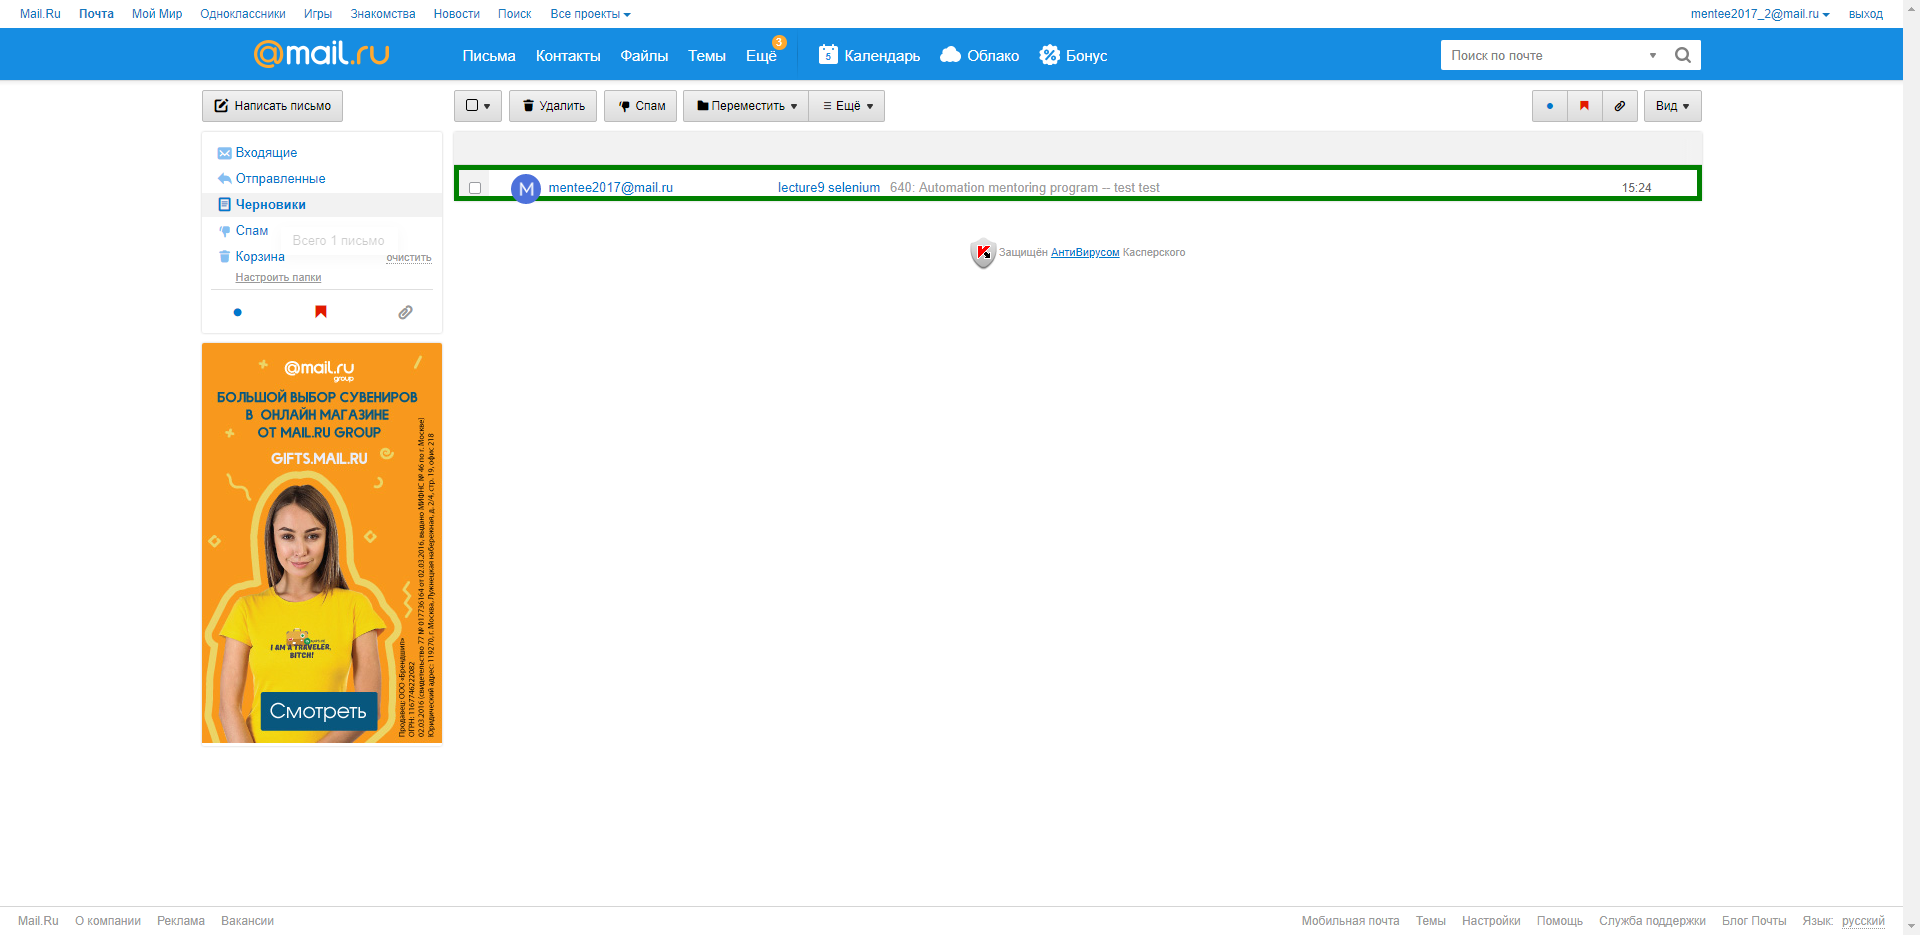 Mail.Ru Почта Мой Мир Одноклассники Игры Знакомства Новости Поиск Все проекты mentee2017_2@mail.ru выход
@mail.ru Письма Контакты Файлы Темы Ещё 3 5 Календарь Облако Бонус Поиск по почте
Написать письмо Удалить Спам Переместить Ещё Вид
Входящие
Отправленные
Черновики
Спам
Всего 1 письмо
Корзина очистить
Настроить папки
M mentee2017@mail.ru lecture9 selenium 640: Automation mentoring program -- test test 15:24
Защищён АнтиВирусом Касперского
@mail.ru
group
БОЛЬШОЙ ВЫБОР СУВЕНИРОВ
В ОНЛАЙН МАГАЗИНЕ
ОТ MAIL.RU GROUP
GIFTS.MAIL.RU
I AM A TRAVELER,
BITCH!
Смотреть
Продавец: ООО «Брендшип»
ОГРН: 1167746222082
02.03.2016 (свидетельство 77 № 017736164 от 02.03.2016, выдано МИФНС № 46 по г. Москве)
Юридический адрес: 119270, г. Москва, Лужнецкая набережная, д. 2/4, стр. 19, офис 218
Mail.Ru О компании Реклама Вакансии Мобильная почта Темы Настройки Помощь Служба поддержки Блог Почты Язык: русский